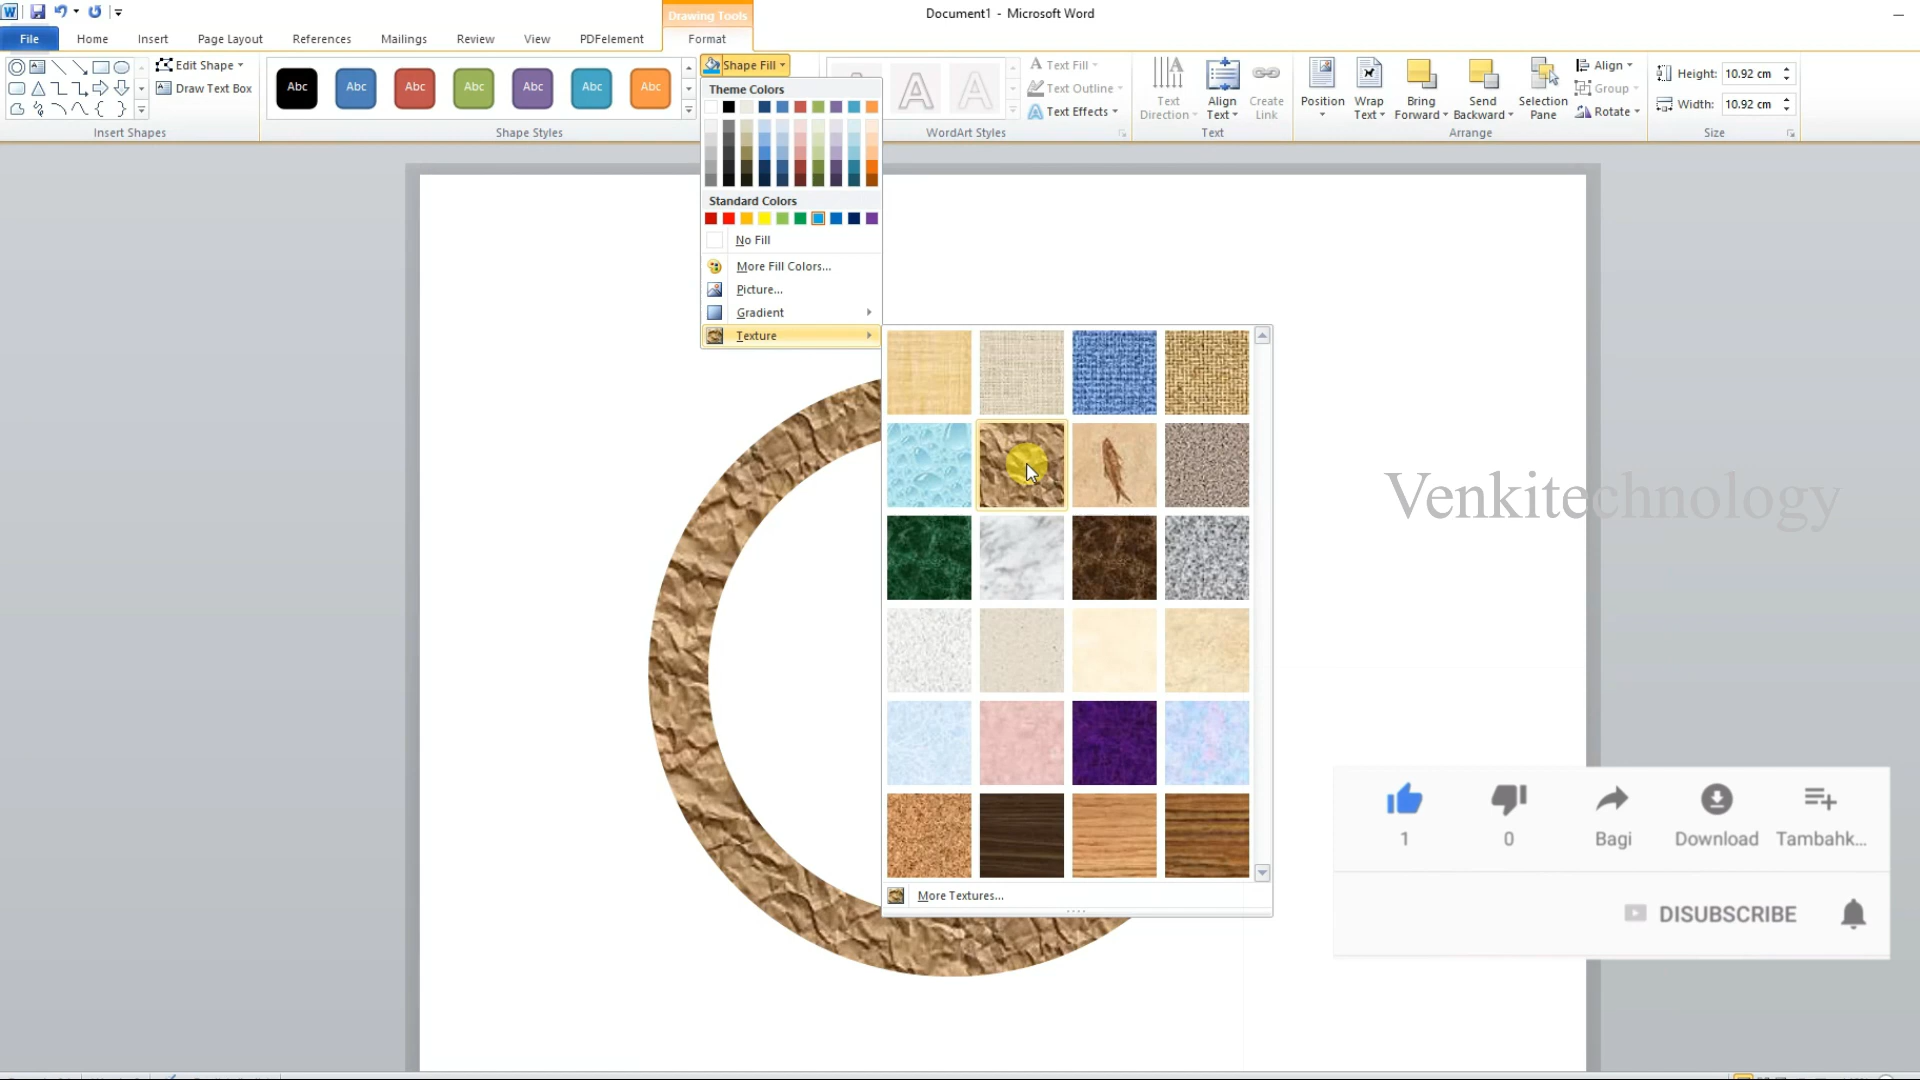 Drawing Tools
Document1 - Microsoft Word
File Home Insert Page Layout References Mailings Review View PDFelement Format
Edit Shape
Draw Text Box
Insert Shapes
Abc Abc Abc Abc Abc Abc Abc
Shape Styles
Shape Fill
Theme Colors
Standard Colors
No Fill
More Fill Colors...
Picture...
Gradient
Texture
More Textures...
A A
WordArt Styles
Text Fill
Text Outline
Text Effects
Text Direction
Align Text
Create Link
Text
Position
Wrap Text
Bring Forward
Send Backward
Selection Pane
Align
Group
Rotate
Arrange
Height: 10.92 cm
Width: 10.92 cm
Size
Venkitechnology
1 0 Bagi Download Tambahk...
DISUBSCRIBE